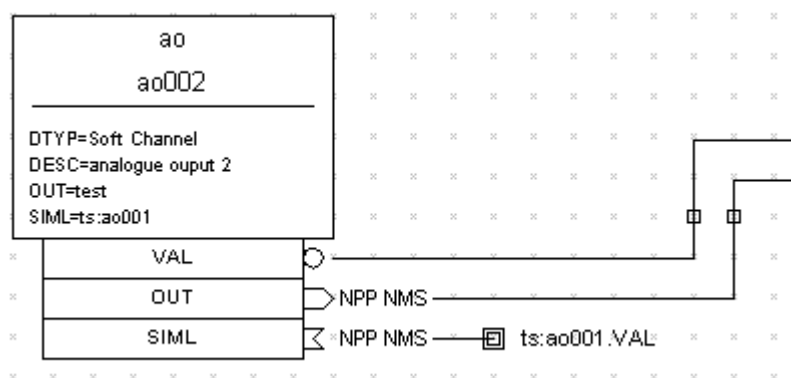 ao
ao002
DTYP=Soft Channel
DESC=analogue ouput 2
OUT=test
SIML=ts:ao001
VAL
OUT NPP NMS
SIML NPP NMS ts:ao001.VAL